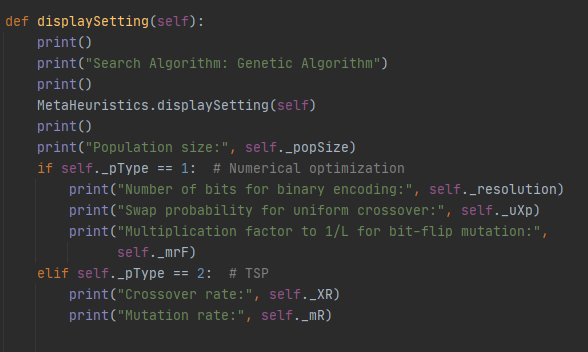 def displaySetting(self):
    print()
    print("Search Algorithm: Genetic Algorithm")
    print()
    MetaHeuristics.displaySetting(self)
    print()
    print("Population size:", self._popSize)
    if self._pType == 1:  # Numerical optimization
        print("Number of bits for binary encoding:", self._resolution)
        print("Swap probability for uniform crossover:", self._uXp)
        print("Multiplication factor to 1/L for bit-flip mutation:",
              self._mrF)
    elif self._pType == 2:  # TSP
        print("Crossover rate:", self._XR)
        print("Mutation rate:", self._mR)